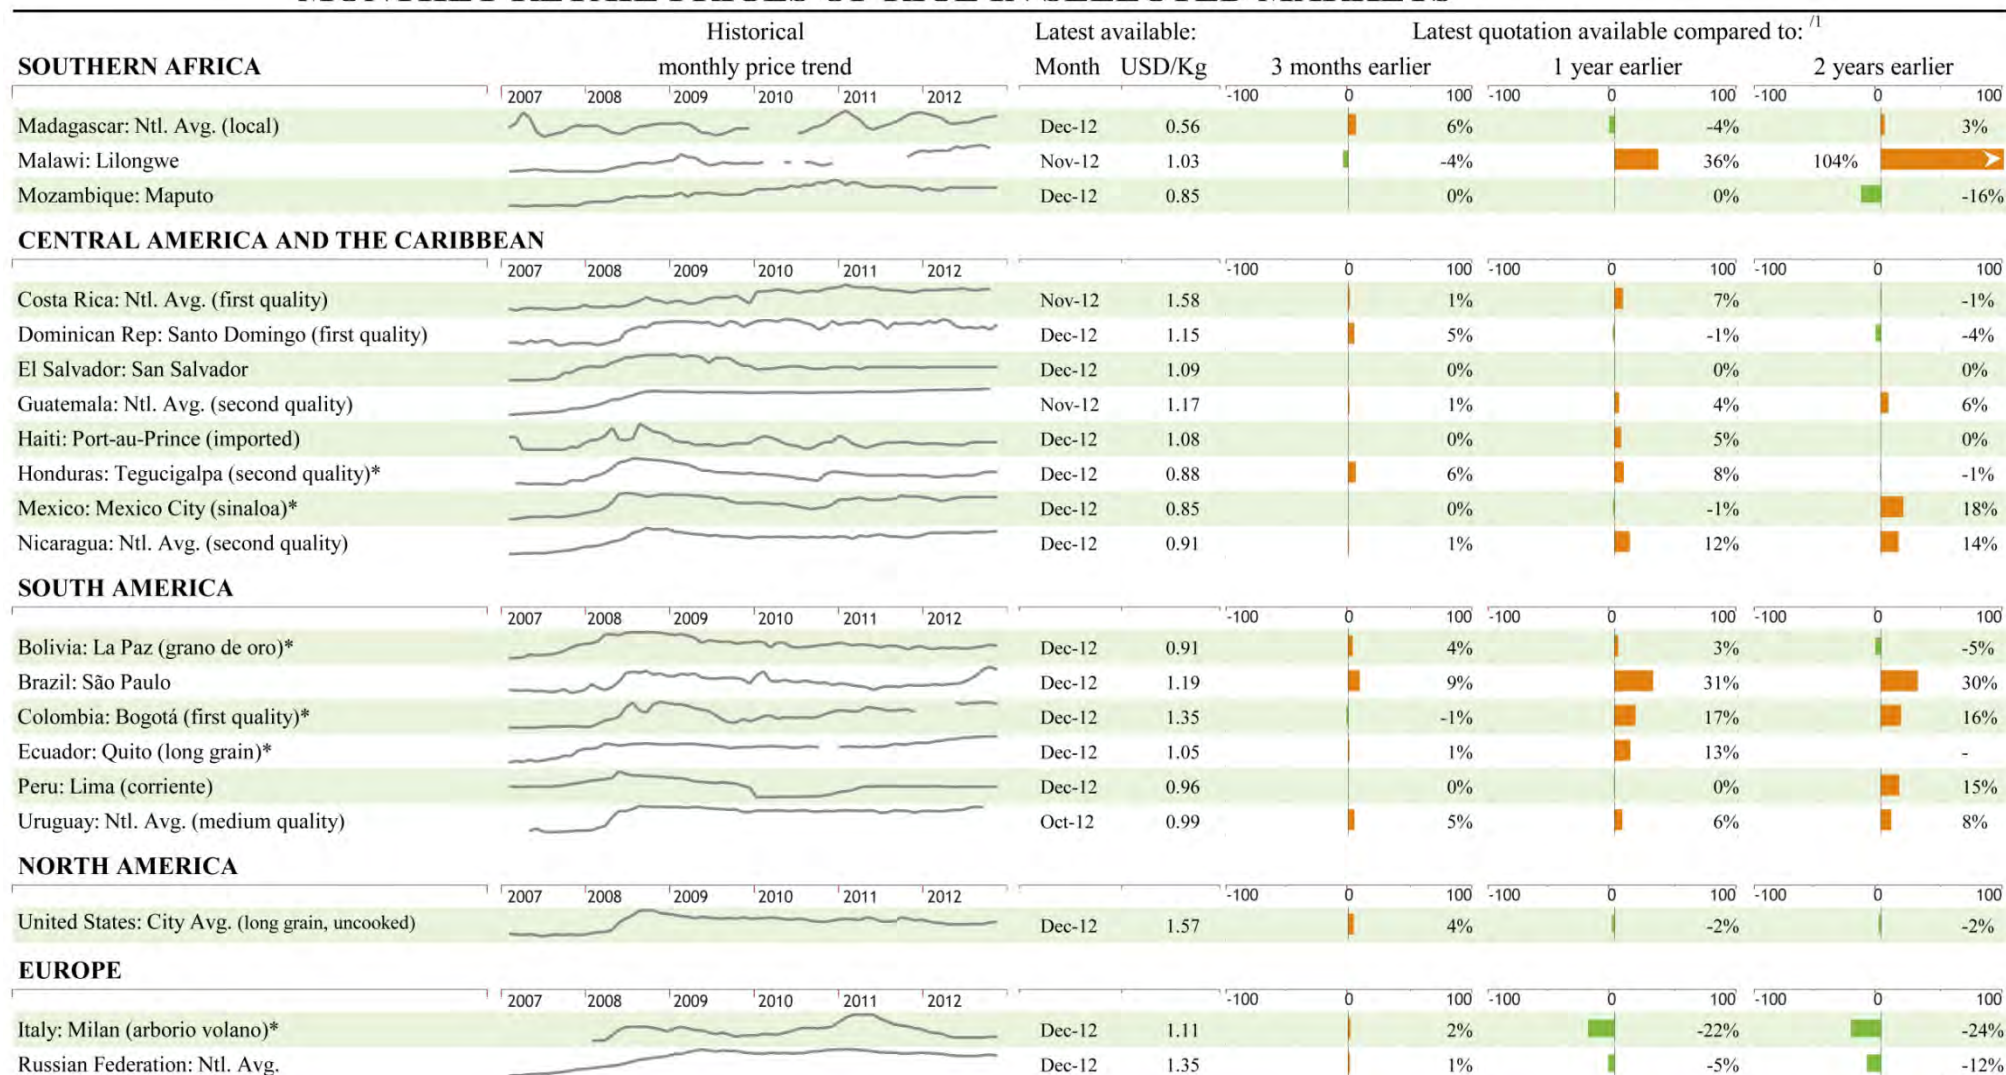 MONTHLY RETAIL PRICES OF RICE IN SELECTED MARKETS
Historical Latest available: Latest quotation available compared to: /1
SOUTHERN AFRICA monthly price trend Month USD/Kg 3 months earlier 1 year earlier 2 years earlier
2007 2008 2009 2010 2011 2012 -100 0 100 -100 0 100 -100 0 100
Madagascar: Ntl. Avg. (local) Dec-12 0.56 6% -4% 3%
Malawi: Lilongwe Nov-12 1.03 -4% 36% 104%
Mozambique: Maputo Dec-12 0.85 0% 0% -16%
CENTRAL AMERICA AND THE CARIBBEAN
2007 2008 2009 2010 2011 2012 -100 0 100 -100 0 100 -100 0 100
Costa Rica: Ntl. Avg. (first quality) Nov-12 1.58 1% 7% -1%
Dominican Rep: Santo Domingo (first quality) Dec-12 1.15 5% -1% -4%
El Salvador: San Salvador Dec-12 1.09 0% 0% 0%
Guatemala: Ntl. Avg. (second quality) Nov-12 1.17 1% 4% 6%
Haiti: Port-au-Prince (imported) Dec-12 1.08 0% 5% 0%
Honduras: Tegucigalpa (second quality)* Dec-12 0.88 6% 8% -1%
Mexico: Mexico City (sinaloa)* Dec-12 0.85 0% -1% 18%
Nicaragua: Ntl. Avg. (second quality) Dec-12 0.91 1% 12% 14%
SOUTH AMERICA
2007 2008 2009 2010 2011 2012 -100 0 100 -100 0 100 -100 0 100
Bolivia: La Paz (grano de oro)* Dec-12 0.91 4% 3% -5%
Brazil: São Paulo Dec-12 1.19 9% 31% 30%
Colombia: Bogotá (first quality)* Dec-12 1.35 -1% 17% 16%
Ecuador: Quito (long grain)* Dec-12 1.05 1% 13% -
Peru: Lima (corriente) Dec-12 0.96 0% 0% 15%
Uruguay: Ntl. Avg. (medium quality) Oct-12 0.99 5% 6% 8%
NORTH AMERICA
2007 2008 2009 2010 2011 2012 -100 0 100 -100 0 100 -100 0 100
United States: City Avg. (long grain, uncooked) Dec-12 1.57 4% -2% -2%
EUROPE
2007 2008 2009 2010 2011 2012 -100 0 100 -100 0 100 -100 0 100
Italy: Milan (arborio volano)* Dec-12 1.11 2% -22% -24%
Russian Federation: Ntl. Avg. Dec-12 1.35 1% -5% -12%